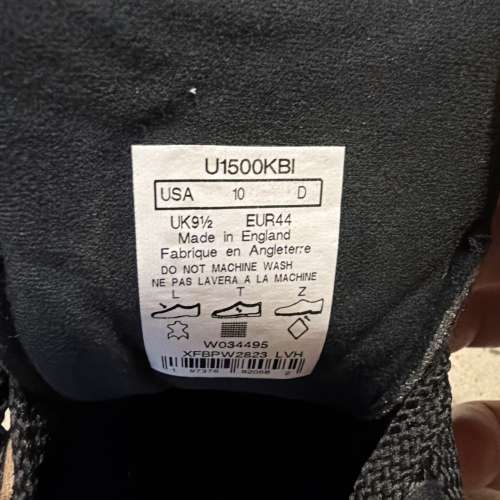 U1500KBI
USA 10 D
UK9½ EUR44
Made in England
Fabrique en Angleterre
DO NOT MACHINE WASH
NE PAS LAVERA A LA MACHINE
L T Z
W034495
XFBPW2823 LVH